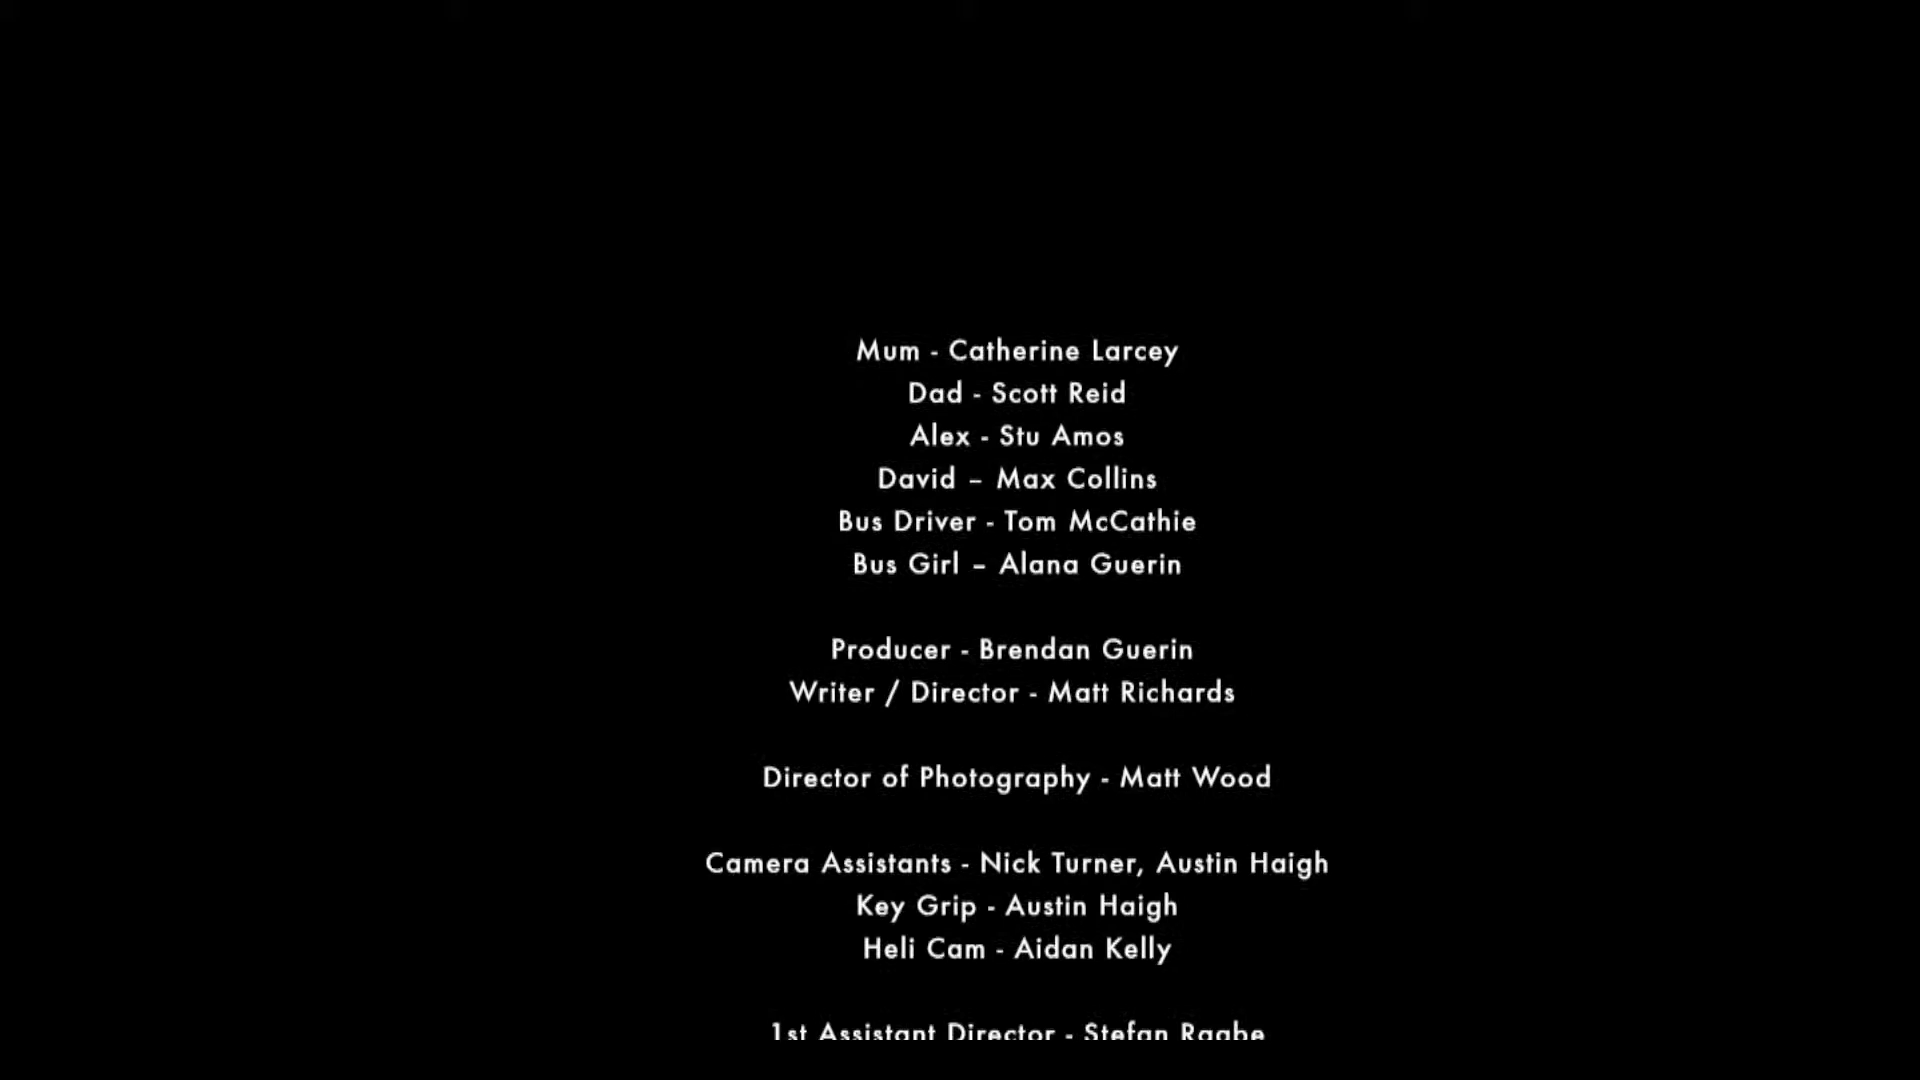 Mum - Catherine Larcey
Dad - Scott Reid
Alex - Stu Amos
David – Max Collins
Bus Driver - Tom McCathie
Bus Girl – Alana Guerin
Producer - Brendan Guerin
Writer / Director - Matt Richards
Director of Photography - Matt Wood
Camera Assistants - Nick Turner, Austin Haigh
Key Grip - Austin Haigh
Heli Cam - Aidan Kelly
1st Assistant Director - Stefan Raabe